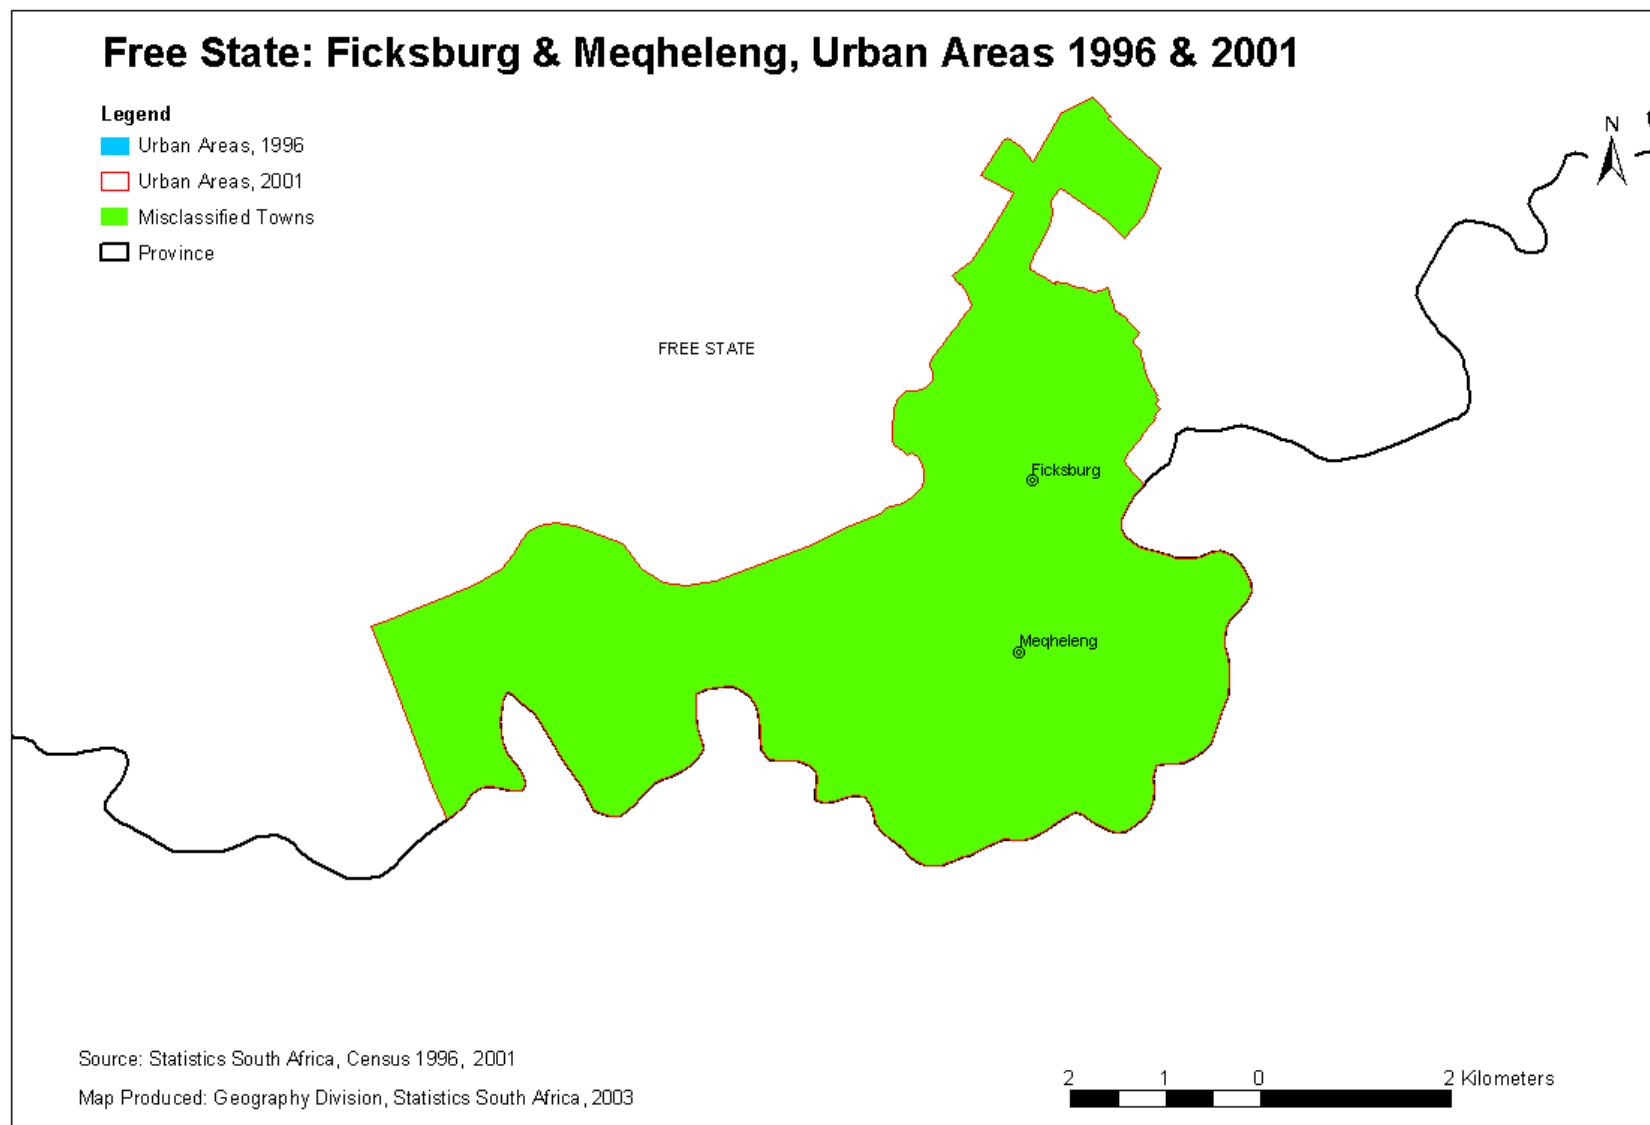 Free State: Ficksburg & Meqheleng, Urban Areas 1996 & 2001
Legend
Urban Areas, 1996
Urban Areas, 2001
Misclassified Towns
Province
N
FREE STATE
Ficksburg
Meqheleng
Source: Statistics South Africa, Census 1996, 2001
Map Produced: Geography Division, Statistics South Africa, 2003
2 1 0 2 Kilometers